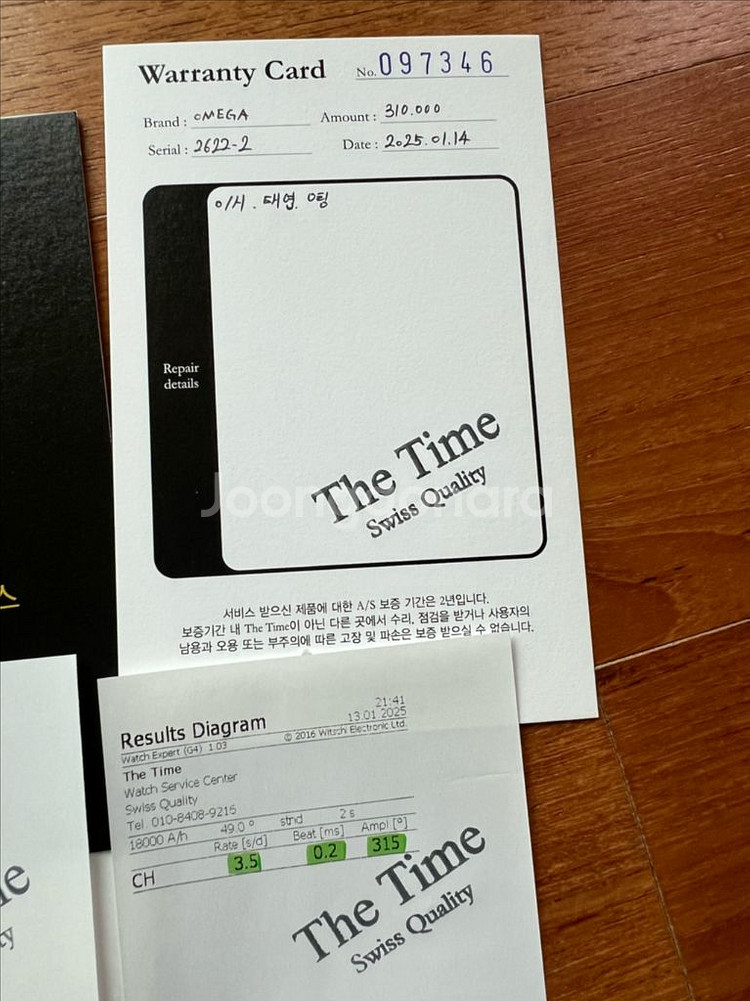 Warranty Card No. 097346
Brand : OMEGA Amount : 310.000
Serial : 2622-2 Date : 2025.01.14
Repair
details
The Time
Swiss Quality
Joongonara
서비스 받으신 제품에 대한 A/S 보증 기간은 2년입니다.
보증기간 내 The Time이 아닌 다른 곳에서 수리, 점검을 받거나 사용자의
남용과 오용 또는 부주의에 따른 고장 및 파손은 보증 받으실 수 없습니다.
스
21:41
Results Diagram 13.01.2025
Watch Expert (G4) 1.03 © 2016 Witschi Electronic Ltd.
The Time
Watch Service Center
Swiss Quality
Tel. 010-8408-9216
18000 A/h 49.0 ° stnd 2 s
Rate [s/d] Beat [ms] Ampl [°]
CH 3.5 0.2 315
The Time
Swiss Quality